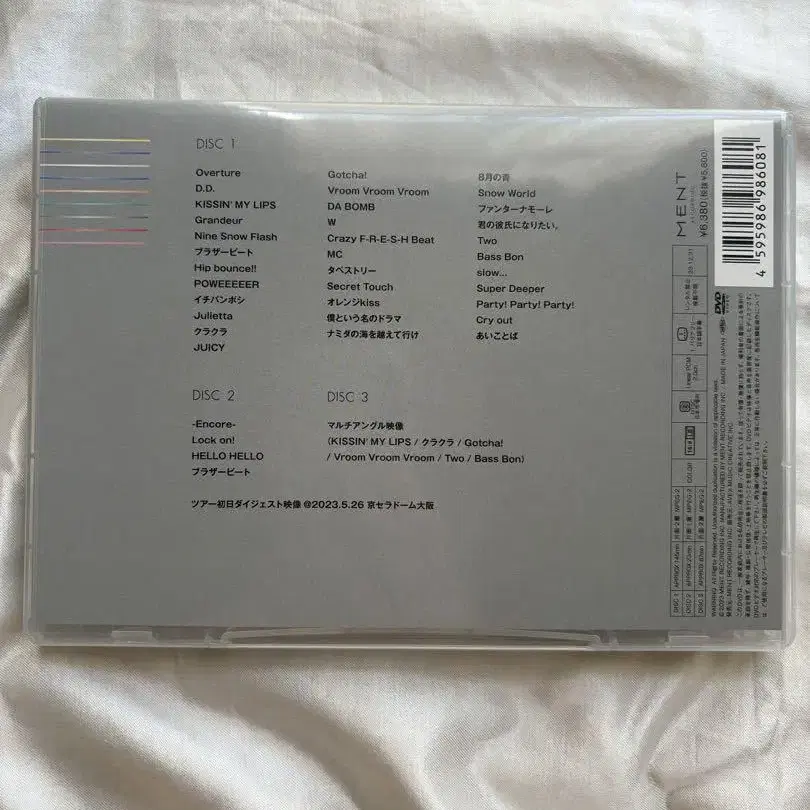 DISC 1
Overture
D.D.
KISSIN' MY LIPS
Grandeur
Nine Snow Flash
ブラザービート
Hip bounce!!
POWEEEEER
イチバンボシ
Julietta
クラクラ
JUICY
Gotcha!
Vroom Vroom Vroom
DA BOMB
W
Crazy F-R-E-S-H Beat
MC
タペストリー
Secret Touch
オレンジkiss
僕という名のドラマ
ナミダの海を越えて行け
8月の青
Snow World
ファンターナモーレ
君の彼氏になりたい。
Two
Bass Bon
slow...
Super Deeper
Party! Party! Party!
Cry out
あいことば
DISC 2
-Encore-
Lock on!
HELLO HELLO
ブラザービート
DISC 3
マルチアングル映像
(KISSIN' MY LIPS / クラクラ / Gotcha!
/ Vroom Vroom Vroom / Two / Bass Bon)
ツアー初日ダイジェスト映像 @2023.5.26 京セラドーム大阪
MENT
RECORDING
¥6,380(税抜¥5,800)
4 595986 986081
DVD